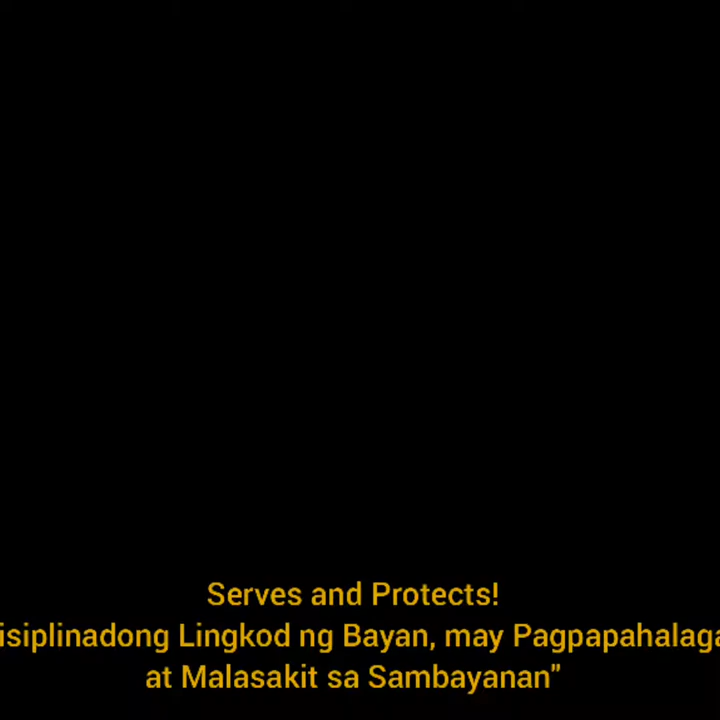 Serves and Protects!
isiplinadong Lingkod ng Bayan, may Pagpapahalaga
at Malasakit sa Sambayanan"